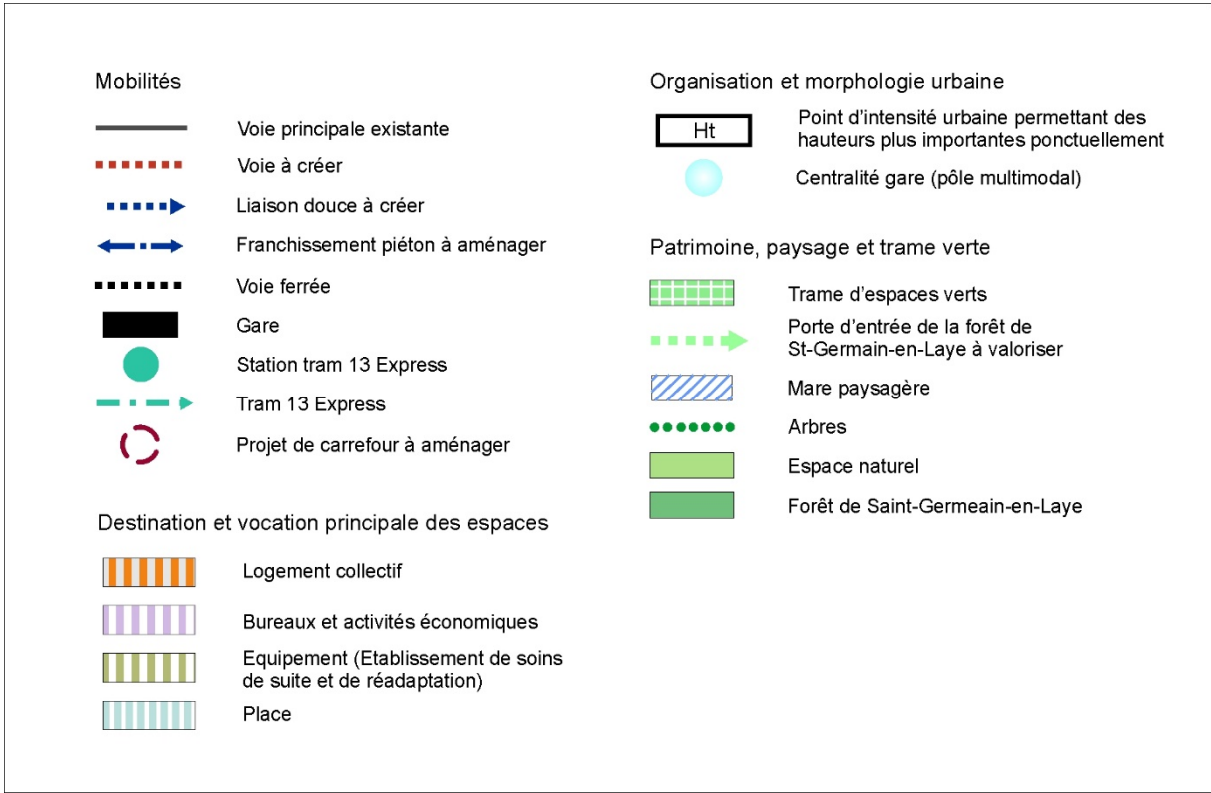 Mobilités
Voie principale existante
Voie à créer
Liaison douce à créer
Franchissement piéton à aménager
Voie ferrée
Gare
Station tram 13 Express
Tram 13 Express
Projet de carrefour à aménager
Destination et vocation principale des espaces
Logement collectif
Bureaux et activités économiques
Equipement (Etablissement de soins
de suite et de réadaptation)
Place
Organisation et morphologie urbaine
Ht
Point d'intensité urbaine permettant des
hauteurs plus importantes ponctuellement
Centralité gare (pôle multimodal)
Patrimoine, paysage et trame verte
Trame d'espaces verts
Porte d'entrée de la forêt de
St-Germain-en-Laye à valoriser
Mare paysagère
Arbres
Espace naturel
Forêt de Saint-Germeain-en-Laye